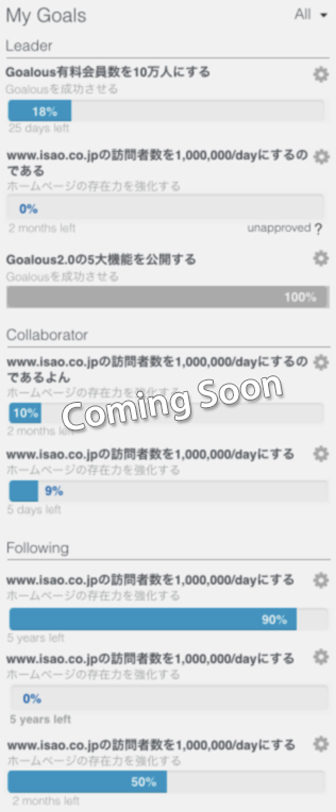 My Goals
All
Leader
Goalous有料会員数を10万人にする
Goalousを成功させる
18%
25 days left
www.isao.co.jpの訪問者数を1,000,000/dayにするの
である
ホームページの存在力を強化する
0%
2 months left
unapproved ?
Goalous2.0の5大機能を公開する
Goalousを成功させる
100%
Collaborator
www.isao.co.jpの訪問者数を1,000,000/dayにするの
であるよん
ホームページの存在力を強化する
10%
Coming Soon
2 months left
www.isao.co.jpの訪問者数を1,000,000/dayにする
ホームページの存在力を強化する
9%
5 days left
Following
www.isao.co.jpの訪問者数を1,000,000/dayにする
ホームページの存在力を強化する
90%
5 years left
www.isao.co.jpの訪問者数を1,000,000/dayにする
ホームページの存在力を強化する
0%
5 years left
www.isao.co.jpの訪問者数を1,000,000/dayにする
ホームページの存在力を強化する
50%
2 months left